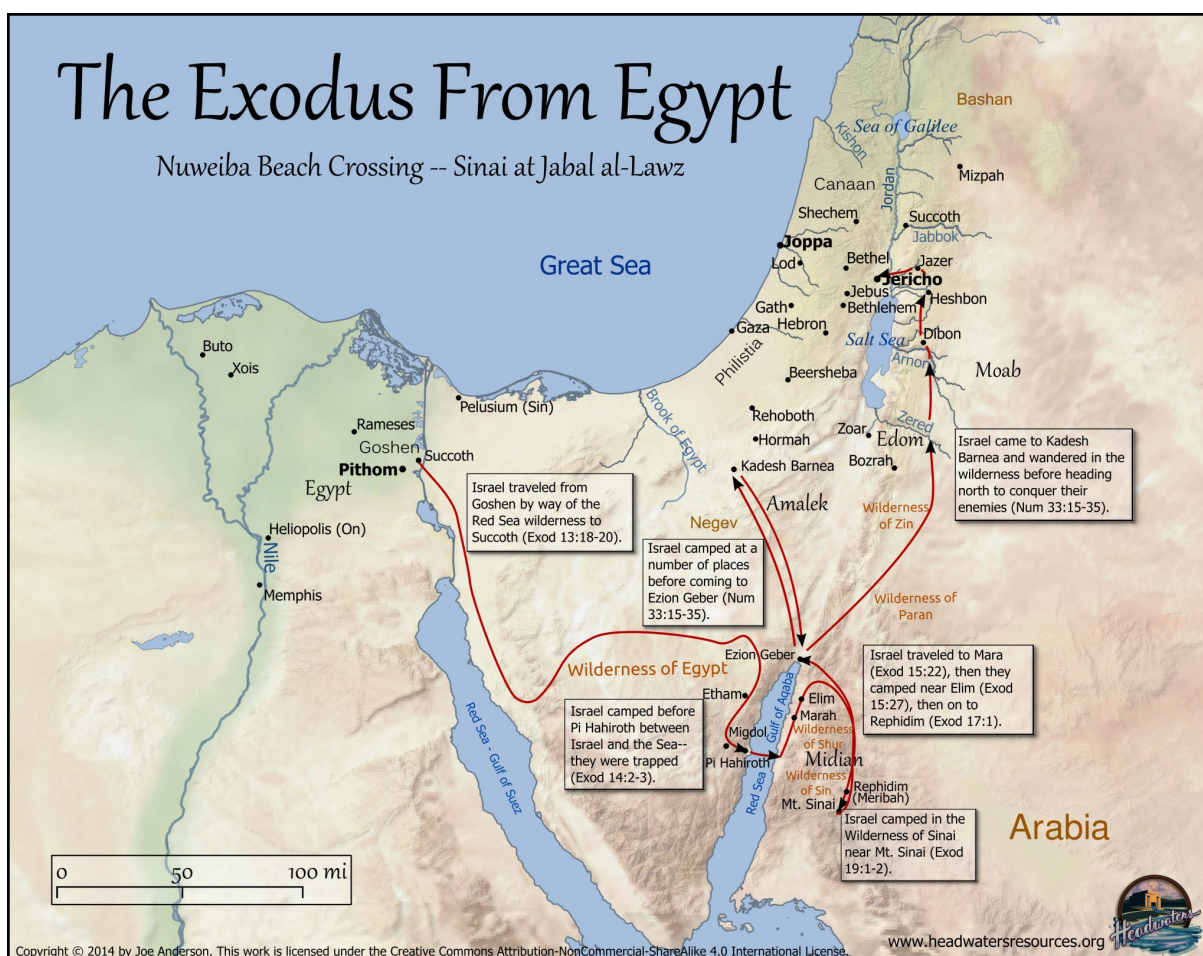 The Exodus From Egypt
Nuweiba Beach Crossing -- Sinai at Jabal al-Lawz
Bashan
Sea of Galilee
Kishon
Mizpah
Canaan
Jordan
Shechem
Succoth
Jabbok
Joppa
Great Sea
Lod
Bethel
Jazer
Jericho
Jebus
Heshbon
Gath
Bethlehem
Hebron
Gaza
Salt Sea
Dibon
Philistia
Arnon
Moab
Buto
Xois
Beersheba
Pelusium (Sin)
Brook of Egypt
Rehoboth
Zered
Rameses
Hormah
Zoar
Edom
Goshen
Succoth
Pithom
Kadesh Barnea
Bozrah
Egypt
Amalek
Israel came to Kadesh
Barnea and wandered in the
wilderness before heading
north to conquer their
enemies (Num 33:15-35).
Israel traveled from
Goshen by way of the
Red Sea wilderness to
Succoth (Exod 13:18-20).
Wilderness
of Zin
Negev
Heliopolis (On)
Nile
Memphis
Israel camped at a
number of places
before coming to
Ezion Geber (Num
33:15-35).
Wilderness of
Paran
Ezion Geber
Wilderness of Egypt
Israel traveled to Mara
(Exod 15:22), then they
camped near Elim (Exod
15:27), then on to
Rephidim (Exod 17:1).
Etham
Gulf of Aqaba
Elim
Marah
Israel camped before
Pi Hahiroth between
Israel and the Sea--
they were trapped
(Exod 14:2-3).
Migdol
Wilderness
of Shur
Pi Hahiroth
Midian
Red Sea - Gulf of Suez
Red Sea
Wilderness
of Sin
Rephidim
(Meribah)
Mt. Sinai
Israel camped in the
Wilderness of Sinai
near Mt. Sinai (Exod
19:1-2).
Arabia
0 50 100 mi
Headwaters
www.headwatersresources.org
Copyright © 2014 by Joe Anderson. This work is licensed under the Creative Commons Attribution-NonCommercial-ShareAlike 4.0 International License.